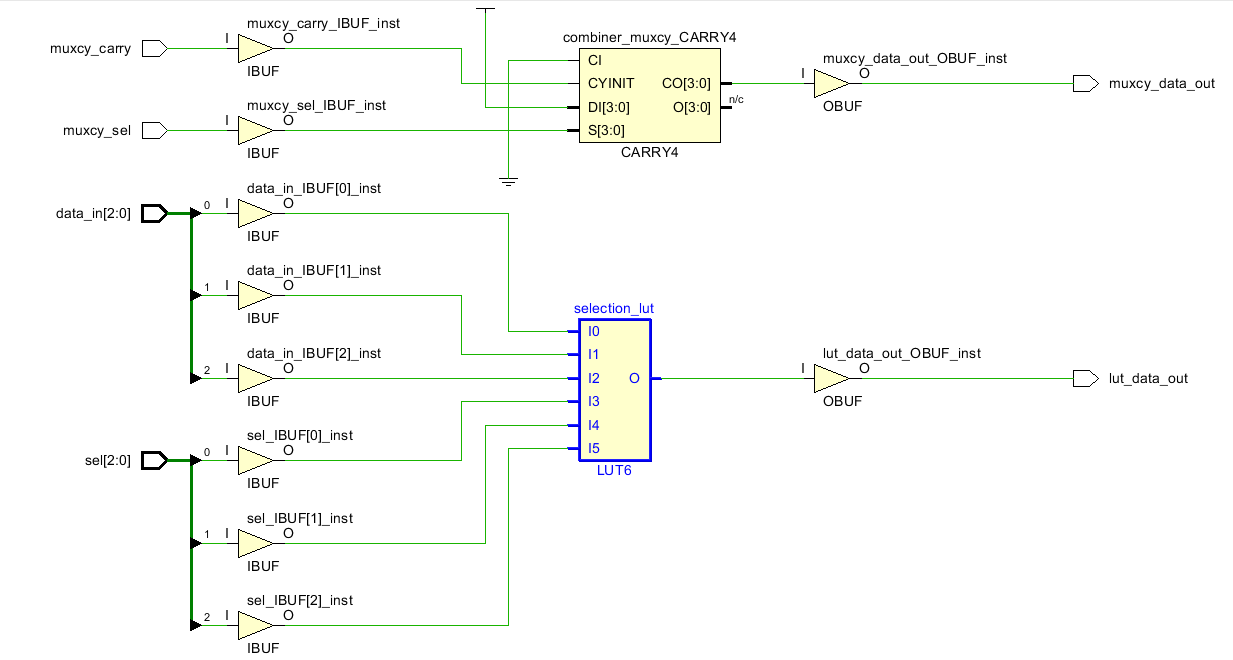 muxcy_carry
I
muxcy_carry_IBUF_inst
O
IBUF
muxcy_sel
I
muxcy_sel_IBUF_inst
O
IBUF
combiner_muxcy_CARRY4
CI
CYINIT
DI[3:0]
S[3:0]
CO[3:0]
O[3:0]
n/c
CARRY4
I
muxcy_data_out_OBUF_inst
O
OBUF
muxcy_data_out
data_in[2:0]
0
I
data_in_IBUF[0]_inst
O
IBUF
1
I
data_in_IBUF[1]_inst
O
IBUF
2
I
data_in_IBUF[2]_inst
O
IBUF
sel[2:0]
0
I
sel_IBUF[0]_inst
O
IBUF
1
I
sel_IBUF[1]_inst
O
IBUF
2
I
sel_IBUF[2]_inst
O
IBUF
selection_lut
I0
I1
I2
I3
I4
I5
O
LUT6
I
lut_data_out_OBUF_inst
O
OBUF
lut_data_out